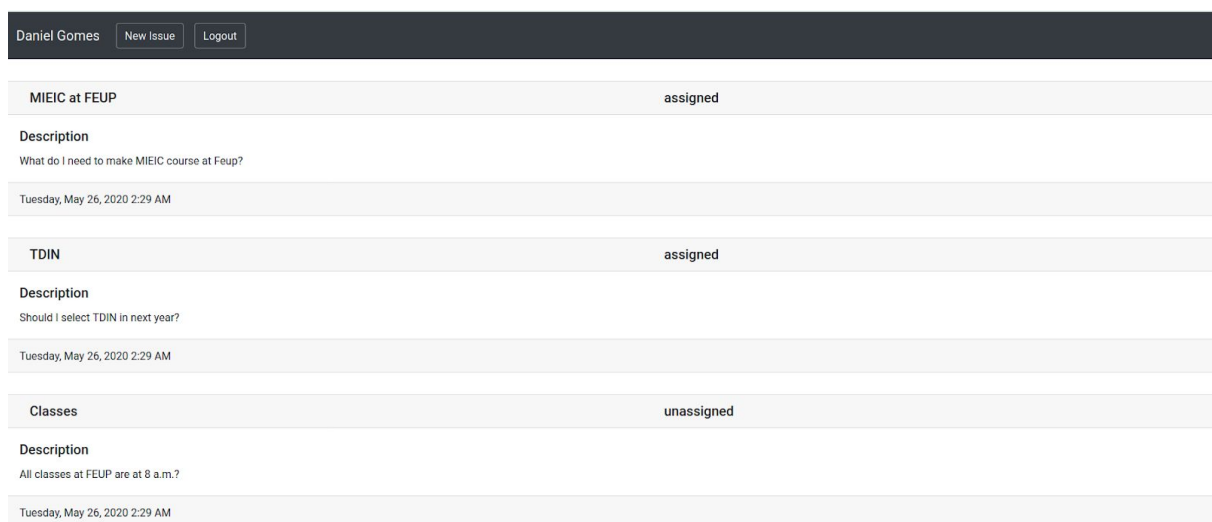 Daniel Gomes New Issue Logout
MIEIC at FEUP assigned
Description
What do I need to make MIEIC course at Feup?
Tuesday, May 26, 2020 2:29 AM
TDIN assigned
Description
Should I select TDIN in next year?
Tuesday, May 26, 2020 2:29 AM
Classes unassigned
Description
All classes at FEUP are at 8 a.m.?
Tuesday, May 26, 2020 2:29 AM